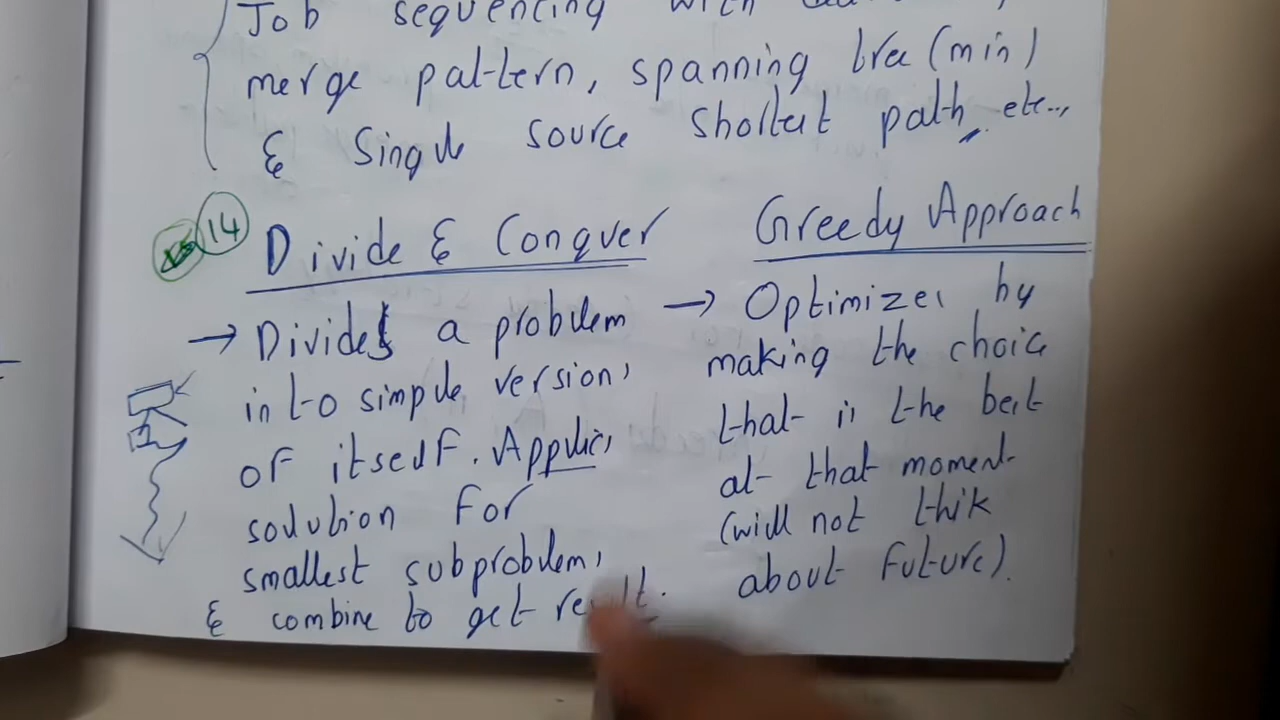 Job sequencing with
merge pattern, spanning tree (min)
& Single source shortest path etc..,
14
Divide & Conquer
→ Divides a problem
into simple versions
of itself. Applies
solution for
smallest subproblems
& combine to get result.
Greedy Approach
→ Optimizes by
making the choice
that is the best
at that moment
(will not thik
about future).